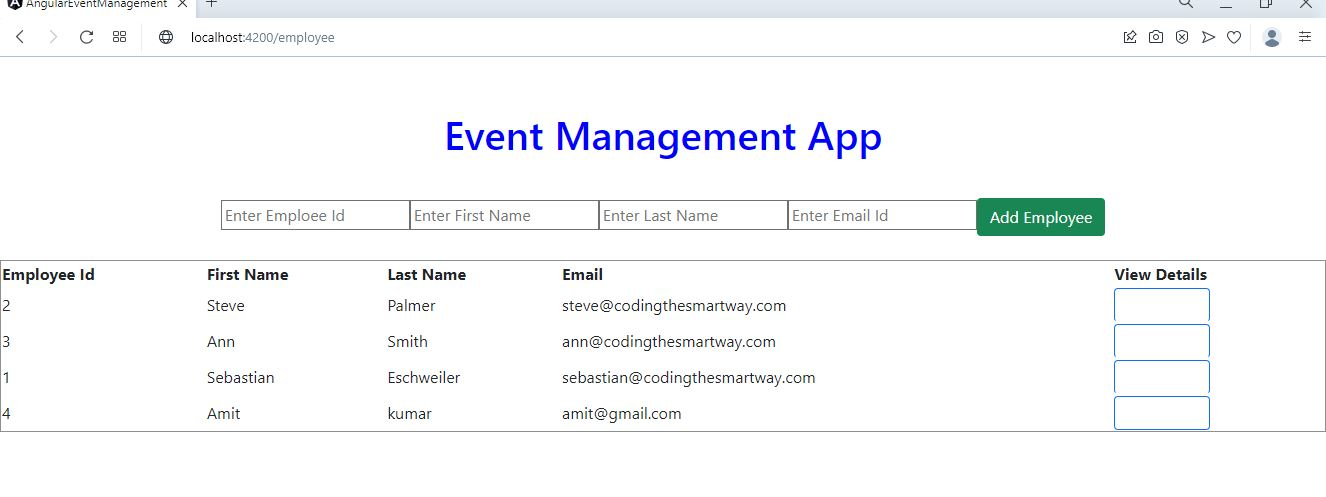 AngularEventManagement
localhost:4200/employee
Event Management App
Enter Emploee Id Enter First Name Enter Last Name Enter Email Id Add Employee
Employee Id First Name Last Name Email View Details
2 Steve Palmer steve@codingthesmartway.com
3 Ann Smith ann@codingthesmartway.com
1 Sebastian Eschweiler sebastian@codingthesmartway.com
4 Amit kumar amit@gmail.com